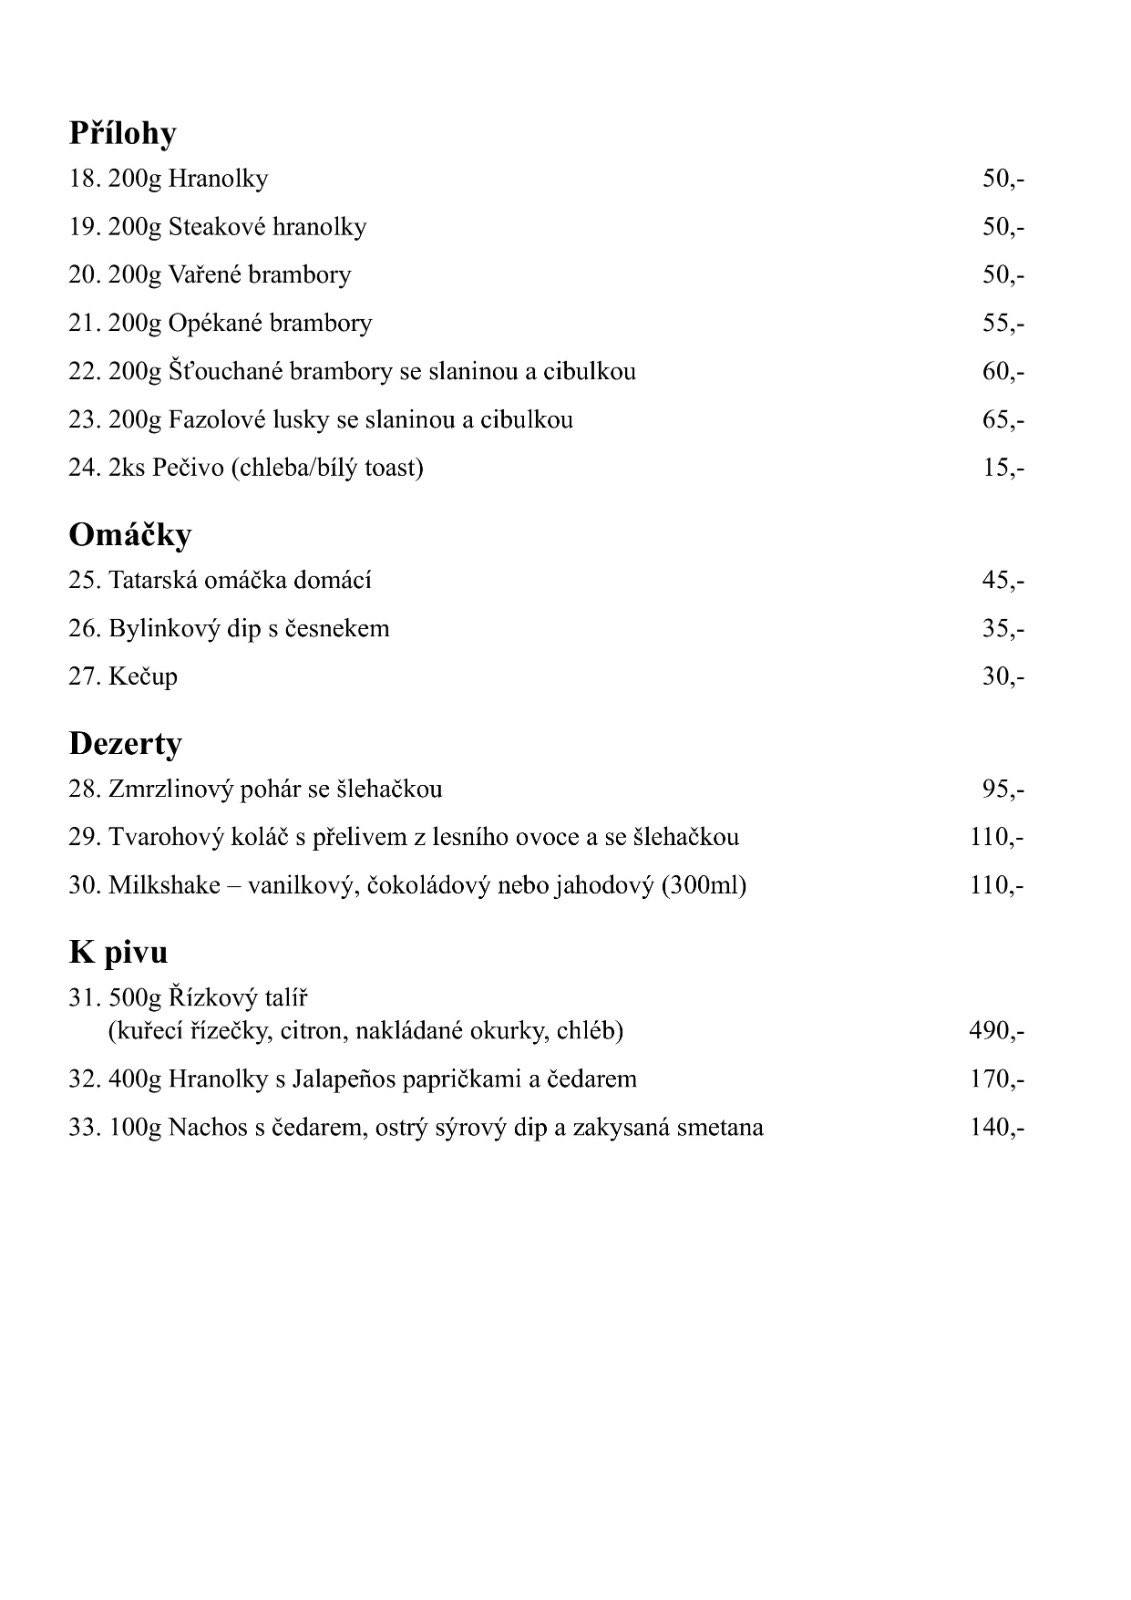 Přílohy
18. 200g Hranolky 50,-
19. 200g Steakové hranolky 50,-
20. 200g Vařené brambory 50,-
21. 200g Opékané brambory 55,-
22. 200g Šťouchané brambory se slaninou a cibulkou 60,-
23. 200g Fazolové lusky se slaninou a cibulkou 65,-
24. 2ks Pečivo (chleba/bílý toast) 15,-
Omáčky
25. Tatarská omáčka domácí 45,-
26. Bylinkový dip s česnekem 35,-
27. Kečup 30,-
Dezerty
28. Zmrzlinový pohár se šlehačkou 95,-
29. Tvarohový koláč s přelivem z lesního ovoce a se šlehačkou 110,-
30. Milkshake – vanilkový, čokoládový nebo jahodový (300ml) 110,-
K pivu
31. 500g Řízkový talíř
(kuřecí řízečky, citron, nakládané okurky, chléb) 490,-
32. 400g Hranolky s Jalapeños papričkami a čedarem 170,-
33. 100g Nachos s čedarem, ostrý sýrový dip a zakysaná smetana 140,-